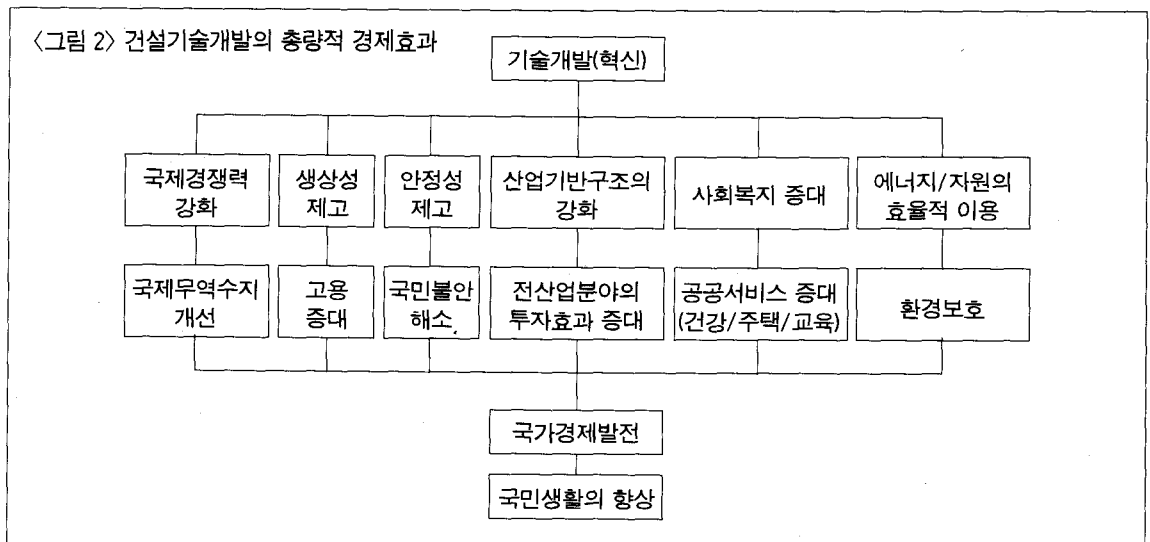 〈그림 2〉 건설기술개발의 총량적 경제효과
기술개발(혁신)
국제경쟁력
강화
생상성
제고
안정성
제고
산업기반구조의
강화
사회복지 증대
에너지/자원의
효율적 이용
국제무역수지
개선
고용
증대
국민불안
해소
전산업분야의
투자효과 증대
공공서비스 증대
(건강/주택/교육)
환경보호
국가경제발전
국민생활의 향상